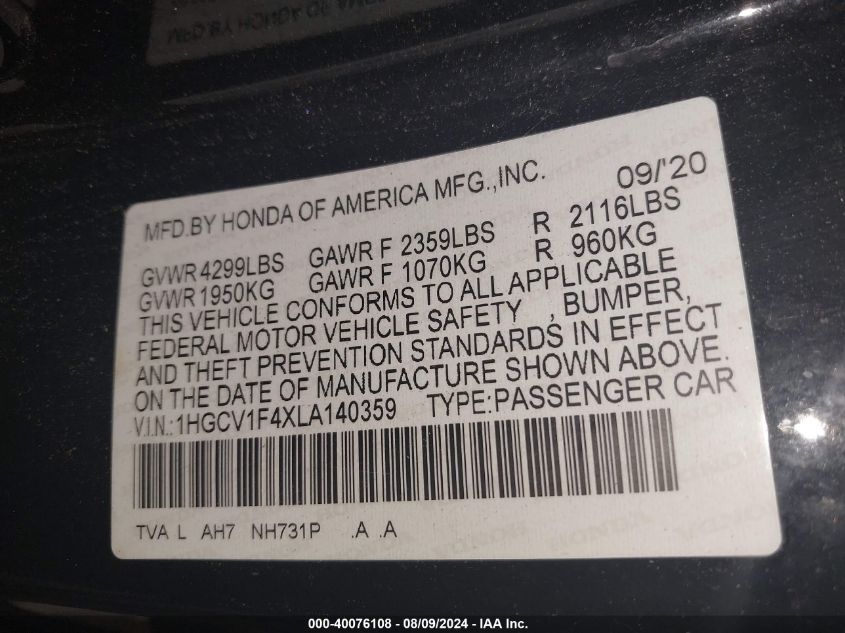 MFD.BY HONDA OF AMERICA MFG.,INC. 09/'20
GVWR 4299LBS GAWR F 2359LBS R 2116LBS
GVWR 1950KG GAWR F 1070KG R 960KG
THIS VEHICLE CONFORMS TO ALL APPLICABLE
FEDERAL MOTOR VEHICLE SAFETY , BUMPER,
AND THEFT PREVENTION STANDARDS IN EFFECT
ON THE DATE OF MANUFACTURE SHOWN ABOVE.
V.I.N.:1HGCV1F4XLA140359 TYPE:PASSENGER CAR
TVA L AH7 NH731P .A .A
000-40076108 - 08/09/2024 - IAA Inc.